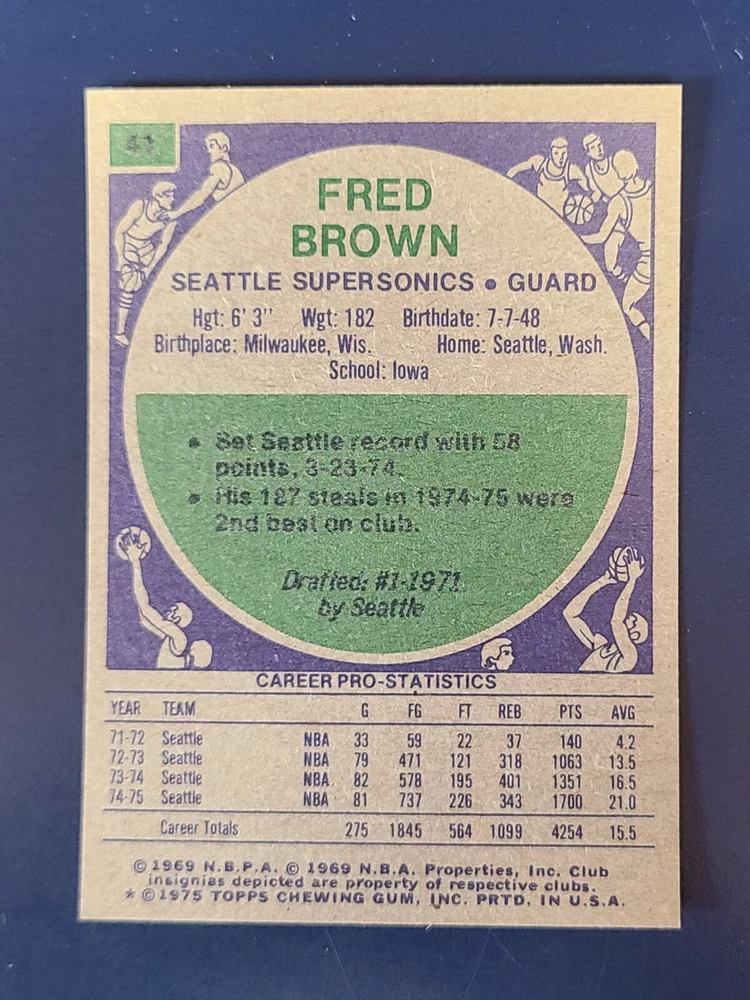 41
FRED
BROWN
SEATTLE SUPERSONICS • GUARD
Hgt: 6' 3" Wgt: 182 Birthdate: 7-7-48
Birthplace: Milwaukee, Wis. Home: Seattle, Wash.
School: Iowa
• Set Seattle record with 58
points, 3-23-74.
• His 187 steals in 1974-75 were
2nd best on club.
Drafted: #1-1971
by Seattle
CAREER PRO-STATISTICS
YEAR TEAM G FG FT REB PTS AVG
71-72 Seattle NBA 33 59 22 37 140 4.2
72-73 Seattle NBA 79 471 121 318 1063 13.5
73-74 Seattle NBA 82 578 195 401 1351 16.5
74-75 Seattle NBA 81 737 226 343 1700 21.0
Career Totals 275 1845 564 1099 4254 15.5
© 1969 N.B.P.A. © 1969 N.B.A. Properties, Inc. Club
insignias depicted are property of respective clubs.
* © 1975 TOPPS CHEWING GUM, INC. PRTD. IN U.S.A.